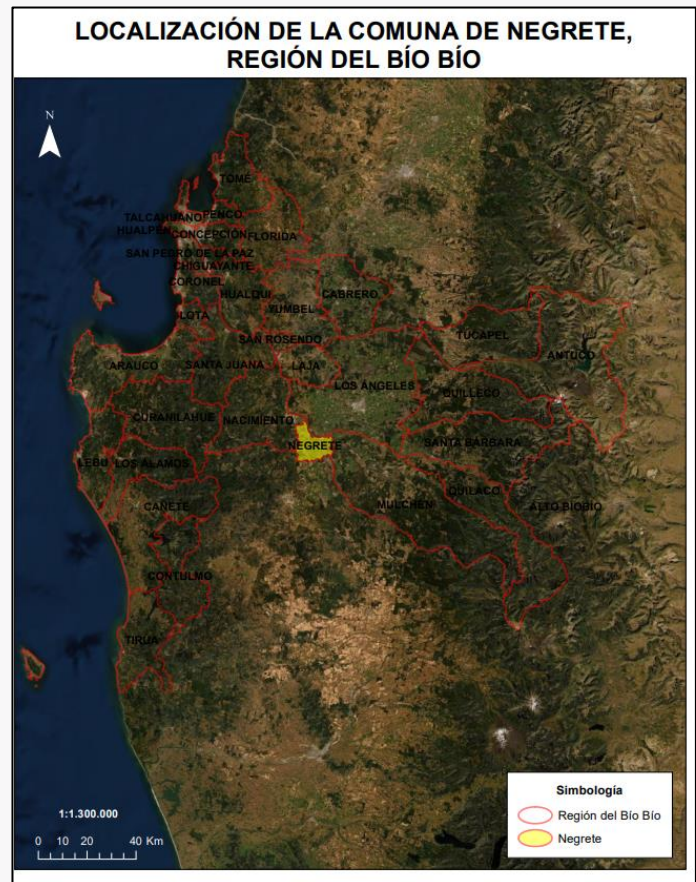 LOCALIZACIÓN DE LA COMUNA DE NEGRETE,
REGIÓN DEL BÍO BÍO
N
TOMÉ
TALCAHUANO PENCO
HUALPÉN CONCEPCIÓN FLORIDA
SAN PEDRO DE LA PAZ
CHIGUAYANTE
CORONEL
HUALQUI
CABRERO
YUMBEL
LOTA
TUCAPEL
SAN ROSENDO
ANTUCO
ARAUCO
SANTA JUANA
LAJA
LOS ÁNGELES
QUILLECO
CURANILAHUE
NACIMIENTO
NEGRETE
SANTA BÁRBARA
LEBU
LOS ÁLAMOS
QUILACO
CAÑETE
MULCHÉN
ALTO BIOBÍO
CONTULMO
TIRÚA
Simbología
Región del Bío Bío
Negrete
1:1.300.000
0 10 20 40 Km